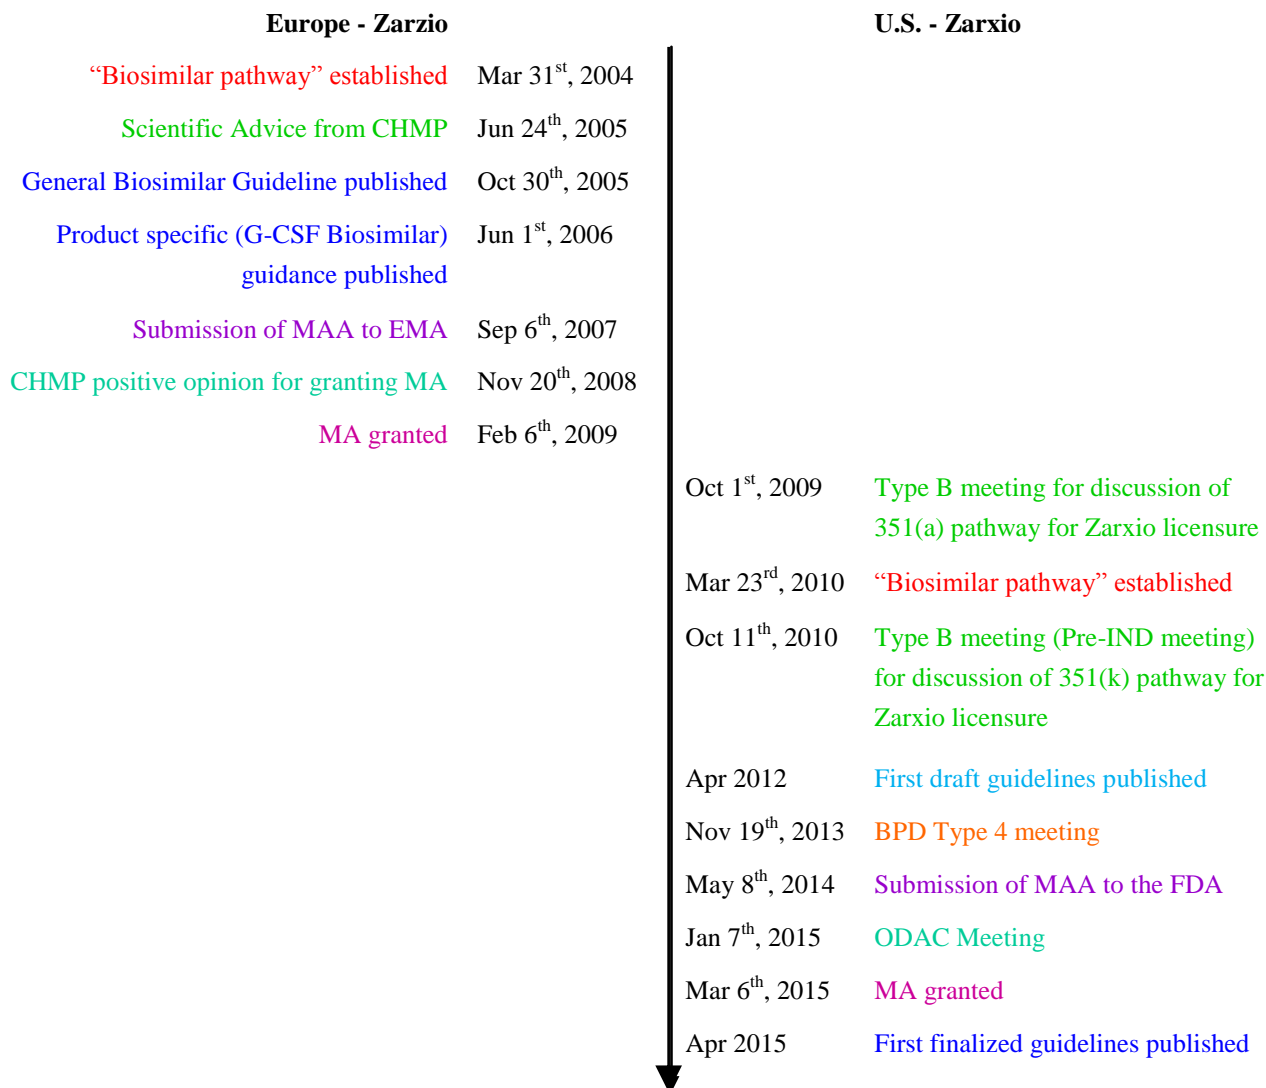 Europe - Zarzio
U.S. - Zarxio
“Biosimilar pathway” established Mar 31st, 2004
Scientific Advice from CHMP Jun 24th, 2005
General Biosimilar Guideline published Oct 30th, 2005
Product specific (G-CSF Biosimilar) Jun 1st, 2006
guidance published
Submission of MAA to EMA Sep 6th, 2007
CHMP positive opinion for granting MA Nov 20th, 2008
MA granted Feb 6th, 2009
Oct 1st, 2009 Type B meeting for discussion of
351(a) pathway for Zarxio licensure
Mar 23rd, 2010 “Biosimilar pathway” established
Oct 11th, 2010 Type B meeting (Pre-IND meeting)
for discussion of 351(k) pathway for
Zarxio licensure
Apr 2012 First draft guidelines published
Nov 19th, 2013 BPD Type 4 meeting
May 8th, 2014 Submission of MAA to the FDA
Jan 7th, 2015 ODAC Meeting
Mar 6th, 2015 MA granted
Apr 2015 First finalized guidelines published